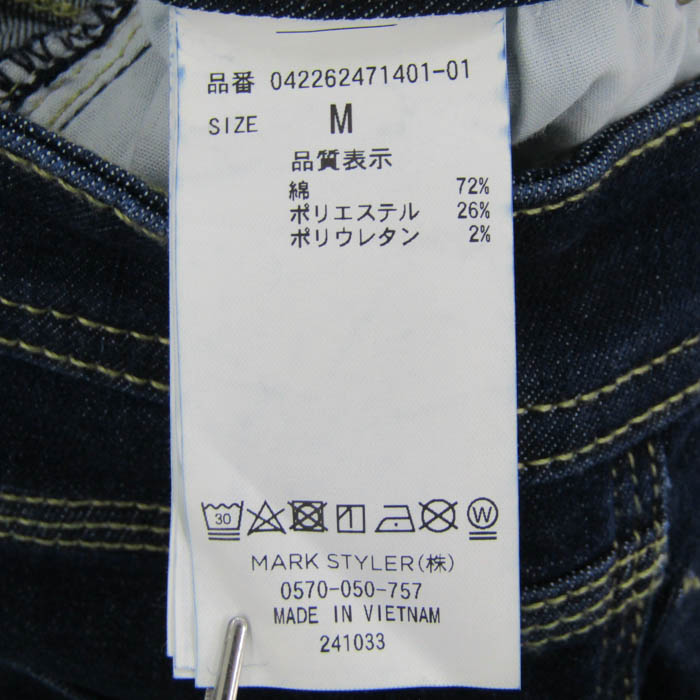 品番 042262471401-01
SIZE M
品質表示
綿 72%
ポリエステル 26%
ポリウレタン 2%
30 W
MARK STYLER(株)
0570-050-757
MADE IN VIETNAM
241033